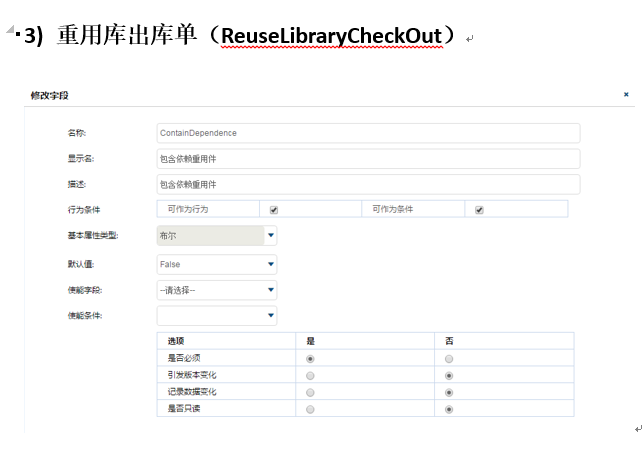 3) 重用库出库单（ReuseLibraryCheckOut）
修改字段 ×
名称: ContainDependence
显示名: 包含依赖重用件
描述: 包含依赖重用件
行为条件 可作为行为 可作为条件
基本属性类型: 布尔
默认值: False
使能字段: --请选择--
使能条件:
选项 是 否
是否必须
引发版本变化
记录数据变化
是否只读